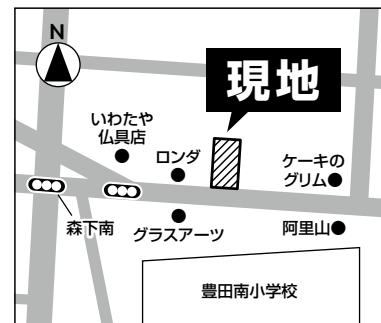 N
現地
いわたや
仏具店
ロンダ
ケーキの
グリム
森下南
グラスアーツ
阿里山
豊田南小学校